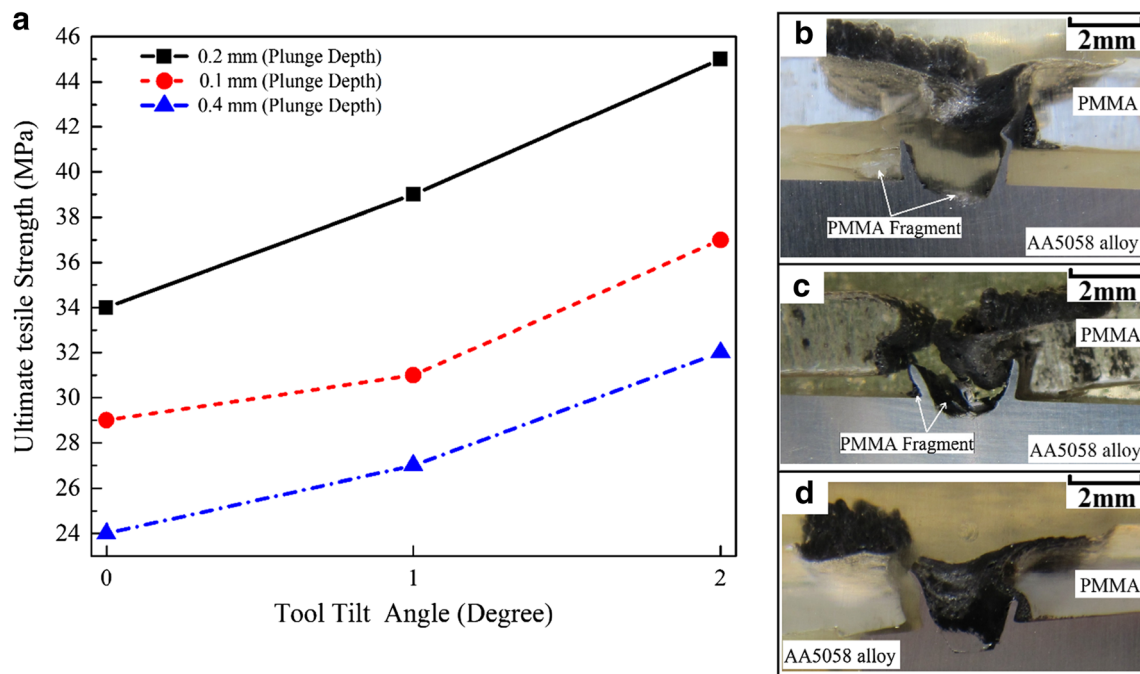 a
46
44
42
40
38
36
34
32
30
28
26
24
Ultimate tesile Strength (MPa)
0.2 mm (Plunge Depth)
0.1 mm (Plunge Depth)
0.4 mm (Plunge Depth)
0
1
2
Tool Tilt Angle (Degree)
b
2mm
PMMA
PMMA Fragment
AA5058 alloy
c
2mm
PMMA
PMMA Fragment
AA5058 alloy
d
2mm
PMMA
AA5058 alloy